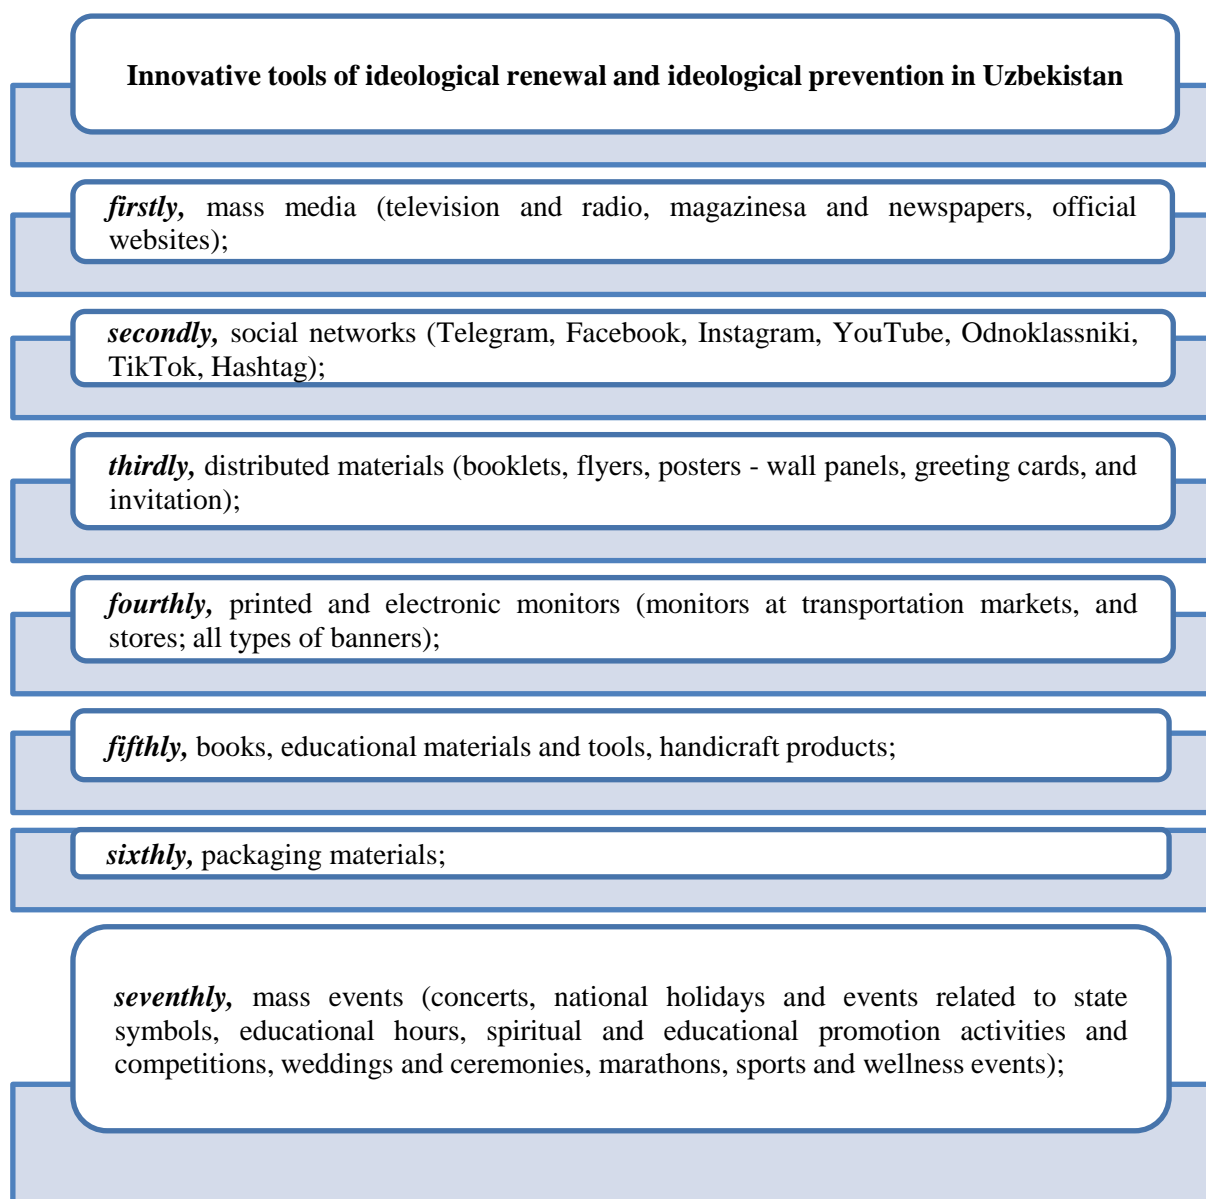 Innovative tools of ideological renewal and ideological prevention in Uzbekistan
firstly, mass media (television and radio, magazinesa and newspapers, official
websites);
secondly, social networks (Telegram, Facebook, Instagram, YouTube, Odnoklassniki,
TikTok, Hashtag);
thirdly, distributed materials (booklets, flyers, posters - wall panels, greeting cards, and
invitation);
fourthly, printed and electronic monitors (monitors at transportation markets, and
stores; all types of banners);
fifthly, books, educational materials and tools, handicraft products;
sixthly, packaging materials;
seventhly, mass events (concerts, national holidays and events related to state
symbols, educational hours, spiritual and educational promotion activities and
competitions, weddings and ceremonies, marathons, sports and wellness events);